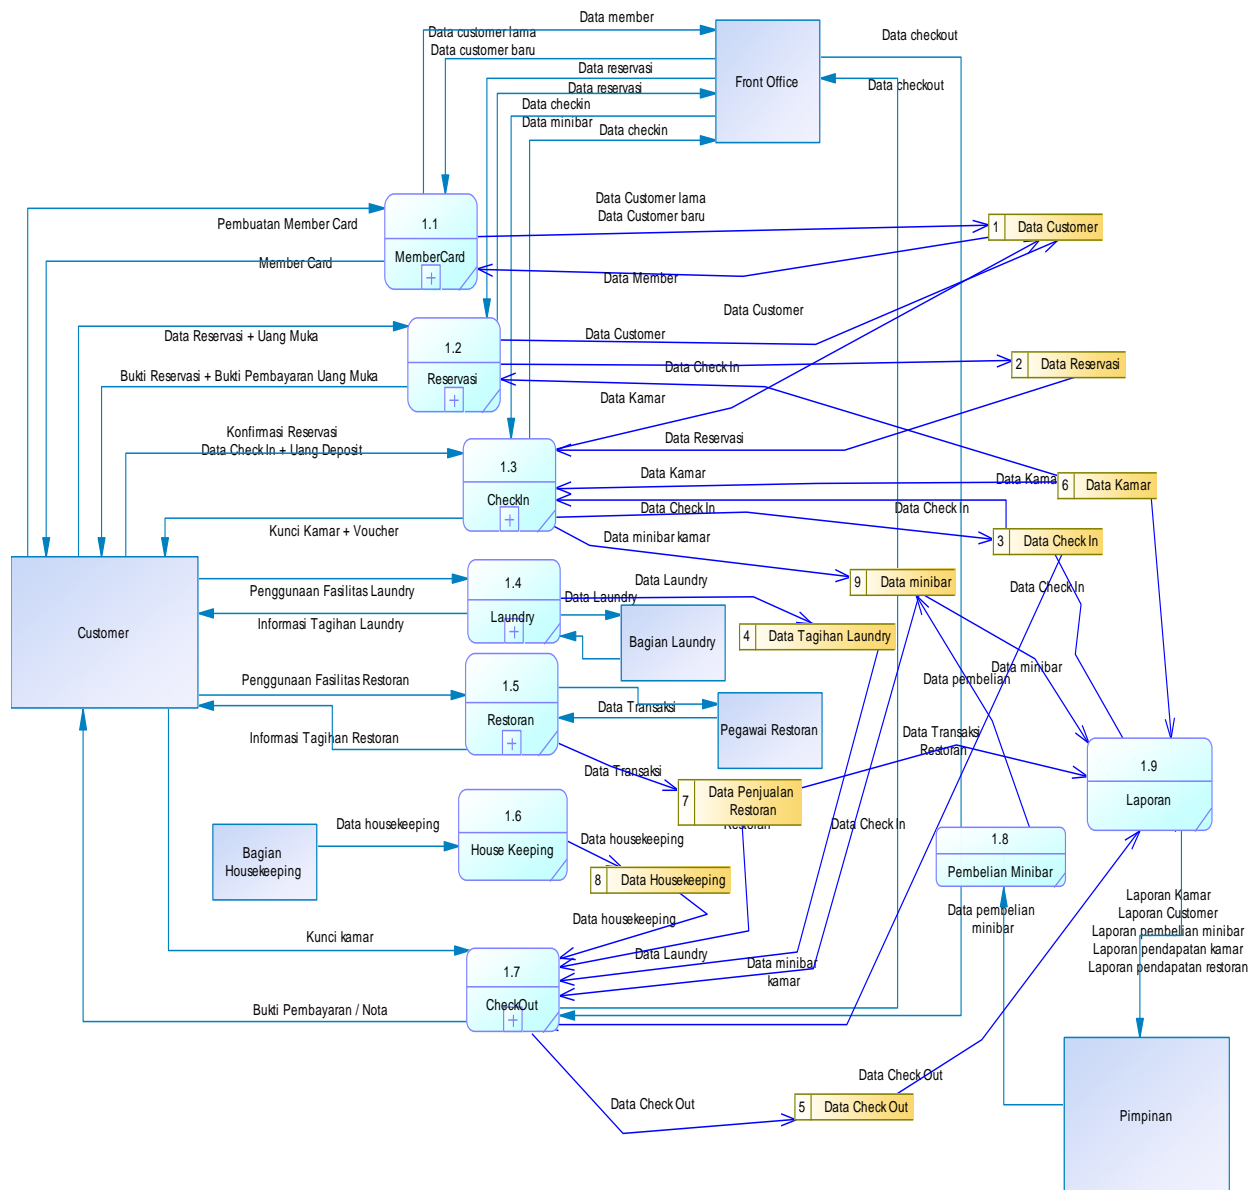 Data member
Data customer lama
Data customer baru
Data checkout
Data reservasi
Data reservasi
Front Office
Data checkout
Data checkin
Data minibar
Data checkin
Data Customer lama
Data Customer baru
Pembuatan Member Card
1.1
MemberCard
1 Data Customer
Member Card
Data Member
Data Customer
Data Reservasi + Uang Muka
1.2
Reservasi
Data Customer
2 Data Reservasi
Data Check In
Bukti Reservasi + Bukti Pembayaran Uang Muka
Data Kamar
Konfirmasi Reservasi
Data Check In + Uang Deposit
Data Reservasi
1.3
CheckIn
Data Kamar
Data Kama
6 Data Kamar
Data Check In
Data Check In
Kunci Kamar + Voucher
Data minibar kamar
3 Data Check In
Customer
Penggunaan Fasilitas Laundry
1.4
Laundry
Data Laundry
Data Laundry
9 Data minibar
Data Check In
Informasi Tagihan Laundry
Bagian Laundry
4 Data Tagihan Laundry
Penggunaan Fasilitas Restoran
1.5
Restoran
Data minibar
Data pembelian
Data Transaksi
Pegawai Restoran
Informasi Tagihan Restoran
Data Transaksi
Restoran
Data Transaksi
1.9
Laporan
7 Data Penjualan
Restoran
Restoran
Data housekeeping
1.6
House Keeping
Data housekeeping
Data Check In
1.8
Pembelian Minibar
Bagian
Housekeeping
8 Data Housekeeping
Data housekeeping
Data pembelian
minibar
Laporan Kamar
Laporan Customer
Laporan pembelian minibar
Laporan pendapatan kamar
Laporan pendapatan restoran
Kunci kamar
Data Laundry
Data minibar
kamar
1.7
CheckOut
Bukti Pembayaran / Nota
Data Check Out
Data Check Out
5 Data Check Out
Pimpinan